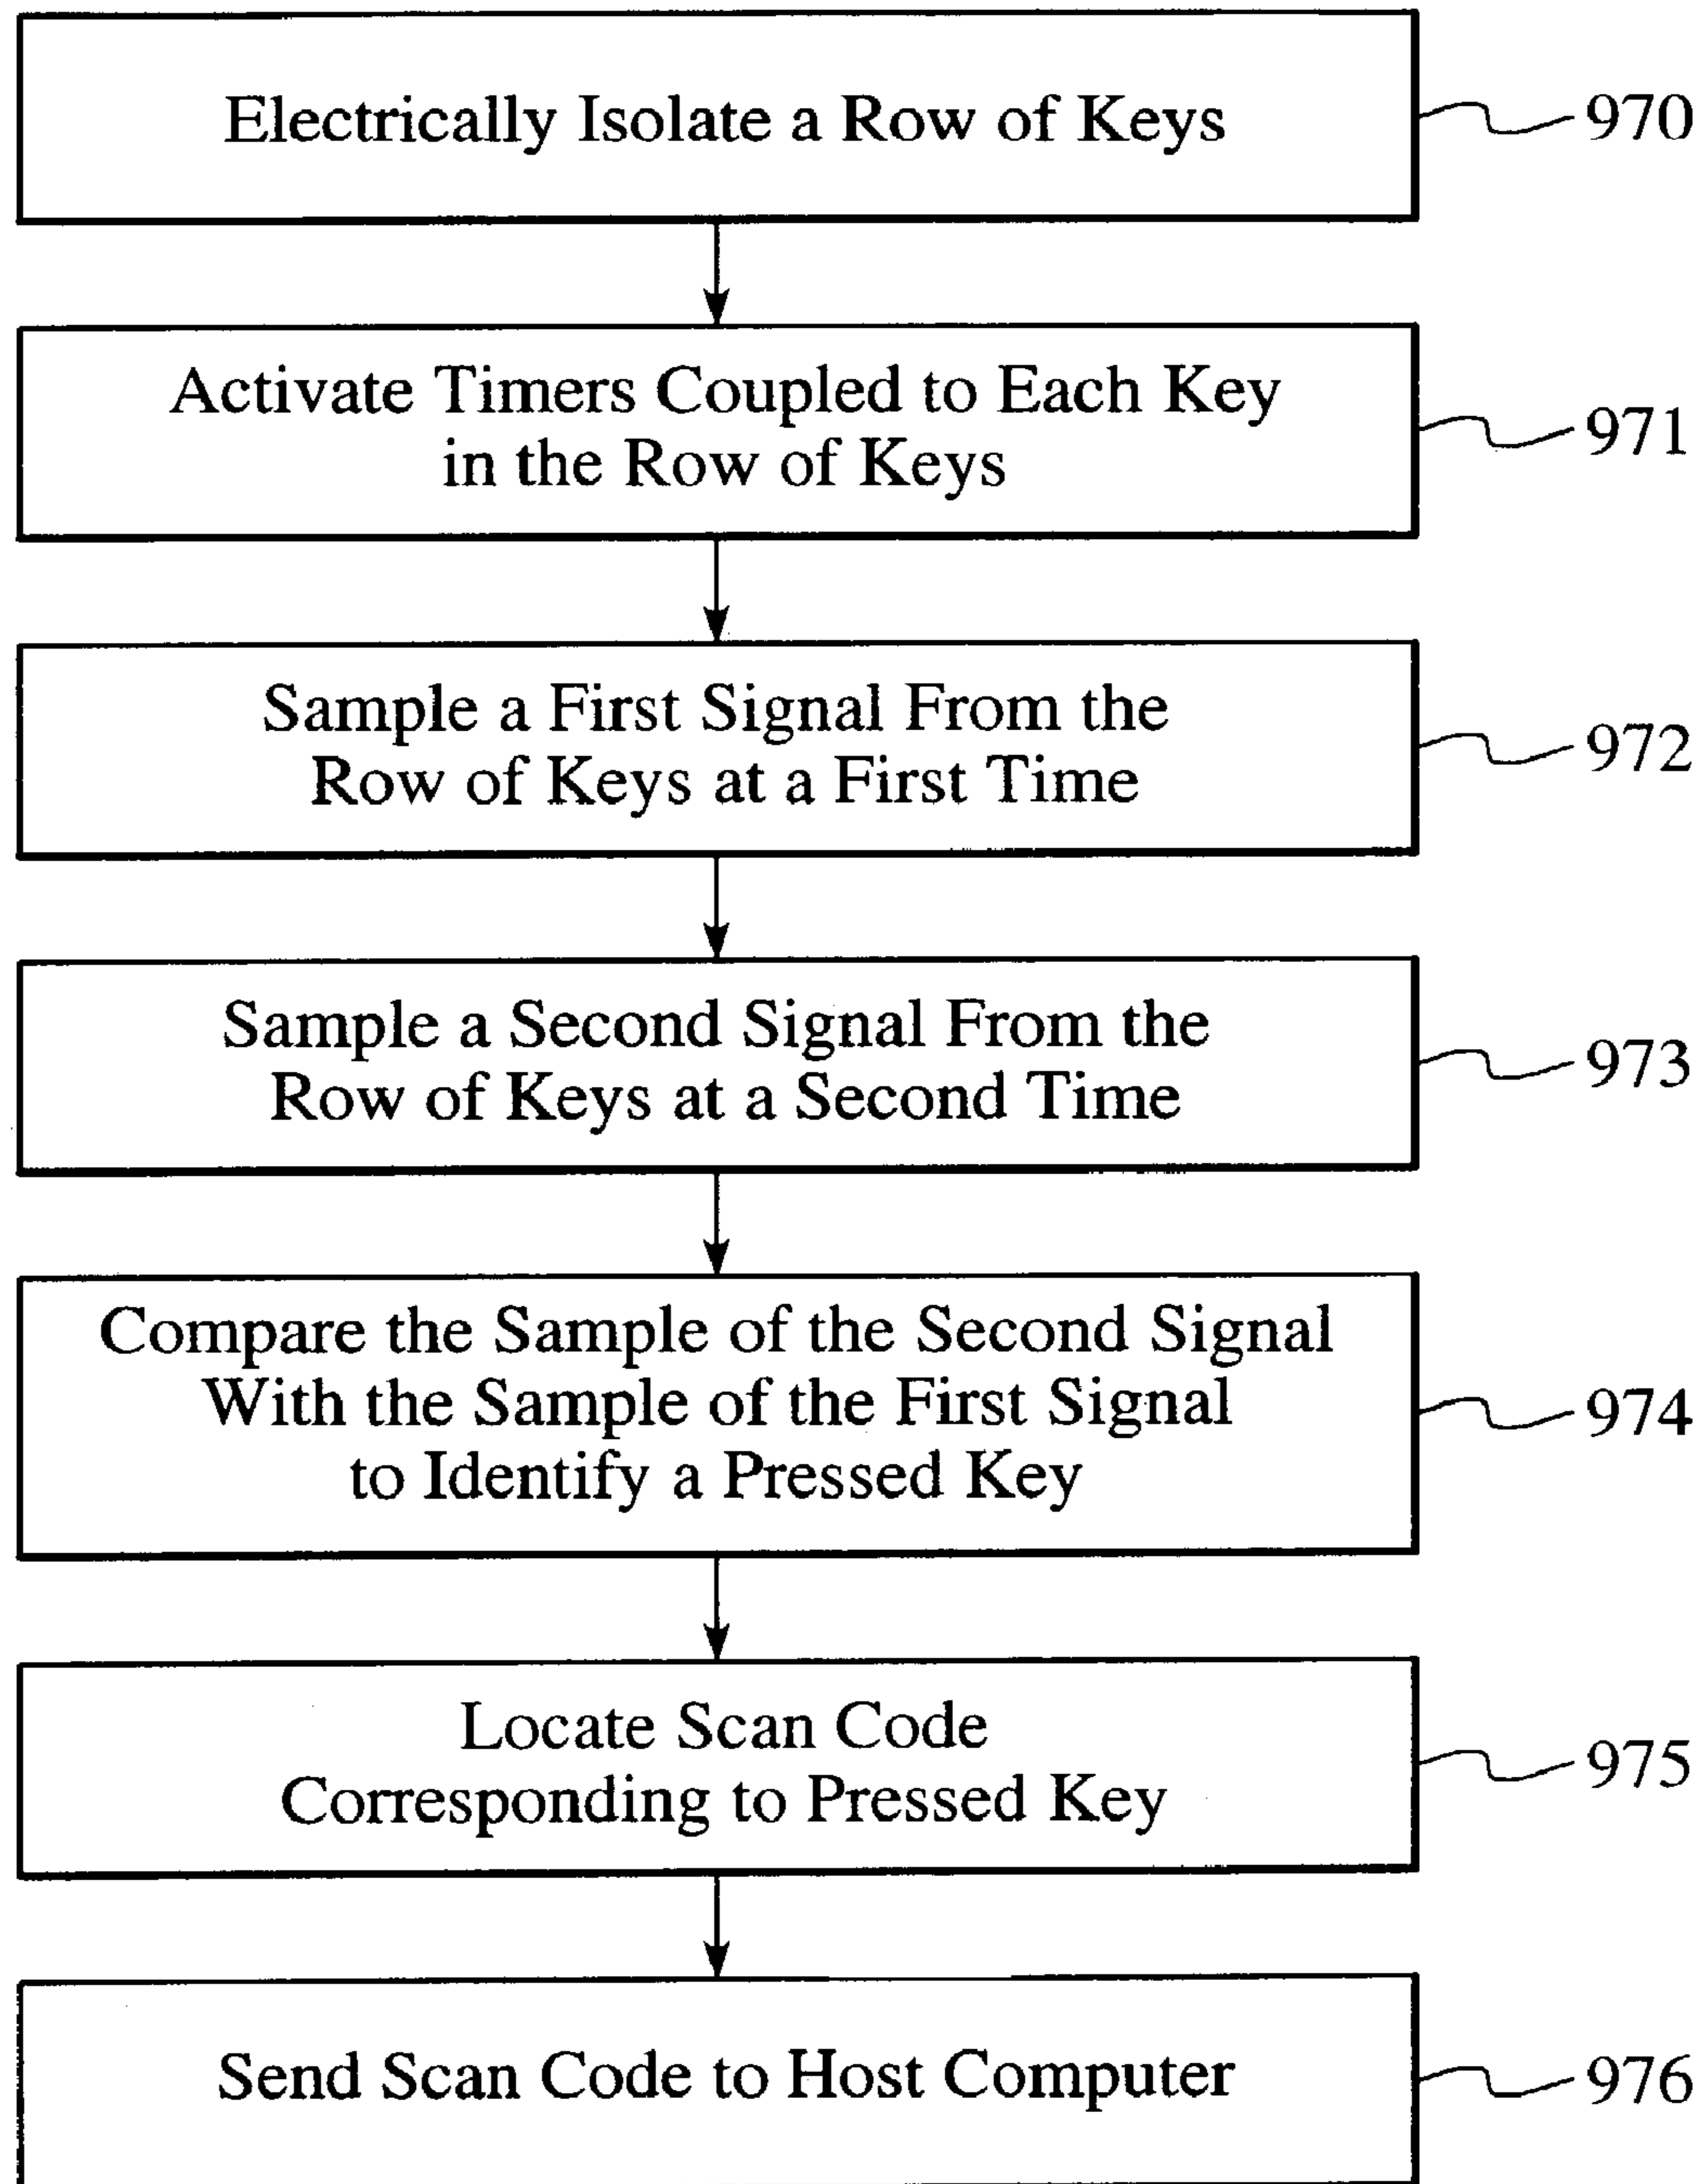 Electrically Isolate a Row of Keys
970
Activate Timers Coupled to Each Key
in the Row of Keys
971
Sample a First Signal From the
Row of Keys at a First Time
972
Sample a Second Signal From the
Row of Keys at a Second Time
973
Compare the Sample of the Second Signal
With the Sample of the First Signal
to Identify a Pressed Key
974
Locate Scan Code
Corresponding to Pressed Key
975
Send Scan Code to Host Computer
976